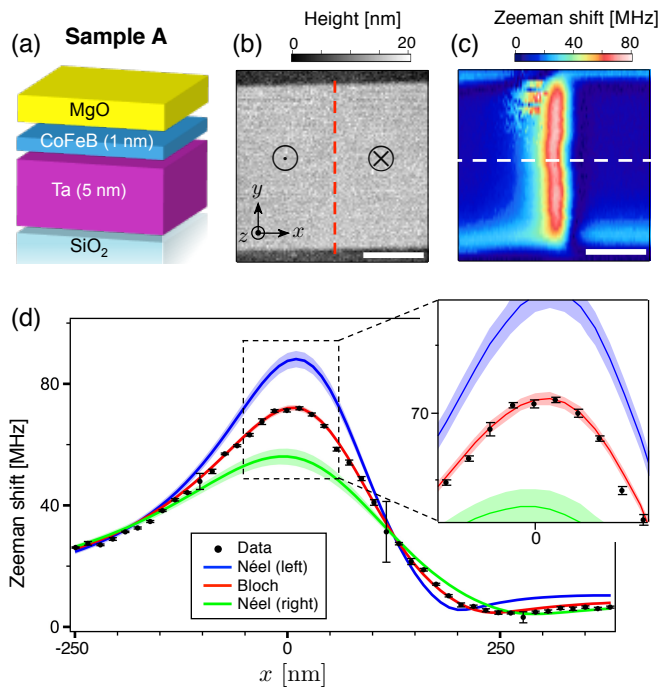 (a) Sample A
MgO
CoFeB (1 nm)
Ta (5 nm)
SiO2
(b) Height [nm]
0 20
y
z x
(c) Zeeman shift [MHz]
0 40 80
(d)
Zeeman shift [MHz]
80
40
0
-250 0 250
x [nm]
Data
Néel (left)
Bloch
Néel (right)
70
0